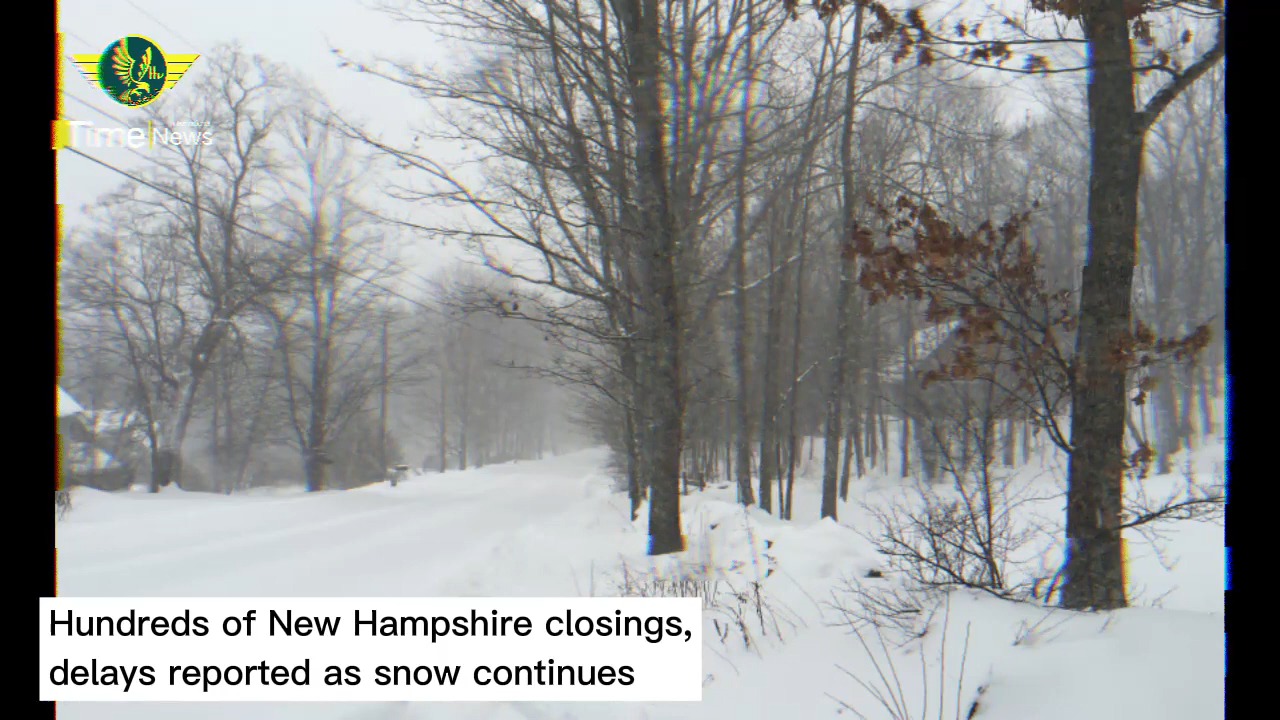 Time News
Hundreds of New Hampshire closings,
delays reported as snow continues